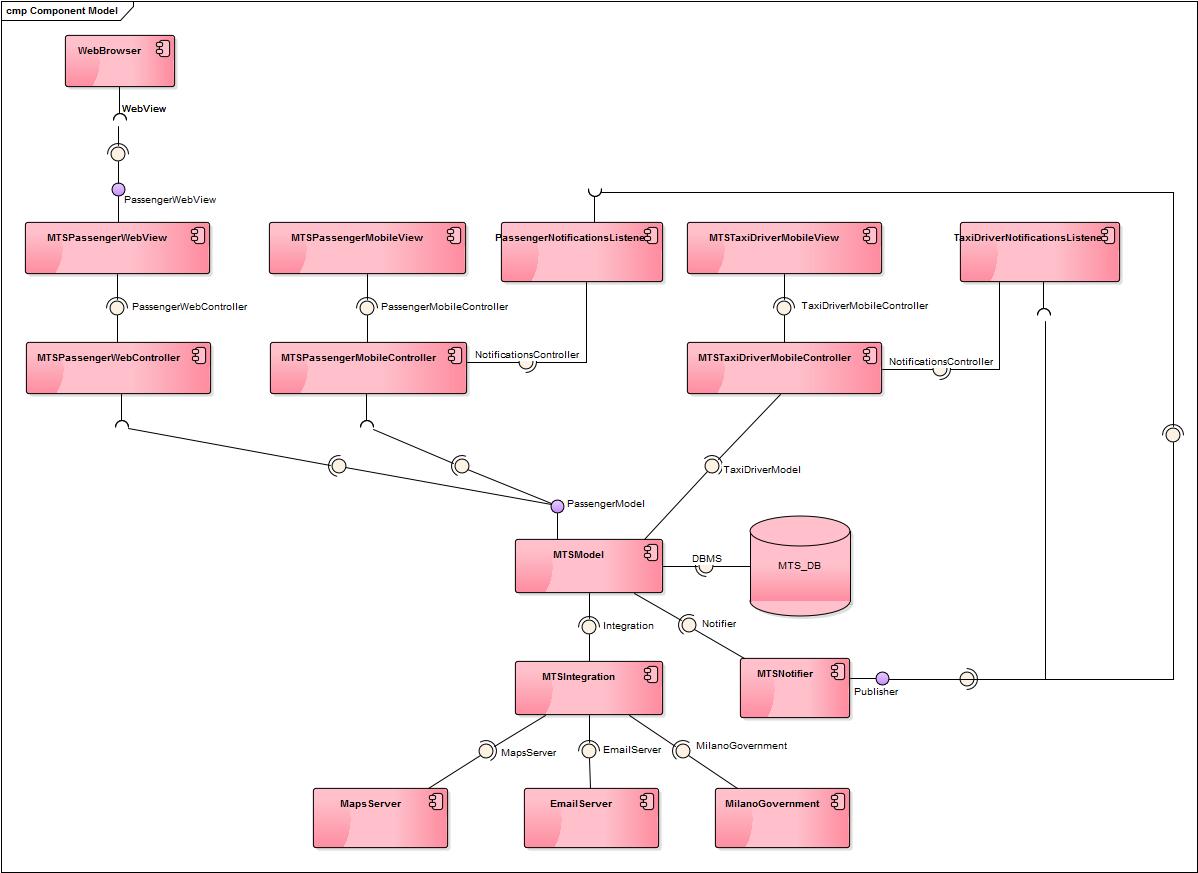 cmp Component Model
WebBrowser
WebView
PassengerWebView
MTSPassengerWebView
MTSPassengerMobileView
PassengerNotificationsListene
MTSTaxiDriverMobileView
TaxiDriverNotificationsListene
PassengerWebController
PassengerMobileController
TaxiDriverMobileController
MTSPassengerWebController
MTSPassengerMobileController
NotificationsController
MTSTaxiDriverMobileController
NotificationsController
TaxiDriverModel
PassengerModel
MTSModel
DBMS
MTS_DB
Integration
Notifier
MTSIntegration
MTSNotifier
Publisher
MapsServer
EmailServer
MilanoGovernment
MapsServer
EmailServer
MilanoGovernment